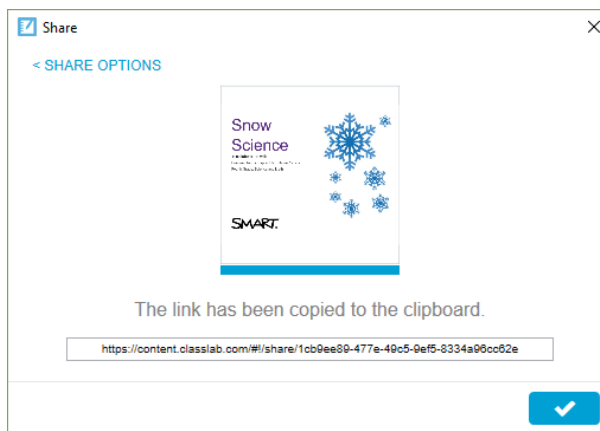 Share
< SHARE OPTIONS
Snow
Science
SMART.
The link has been copied to the clipboard.
https://content.classlab.com/#!/share/1cb9ee89-477e-49c5-9ef5-8334a96cc62e